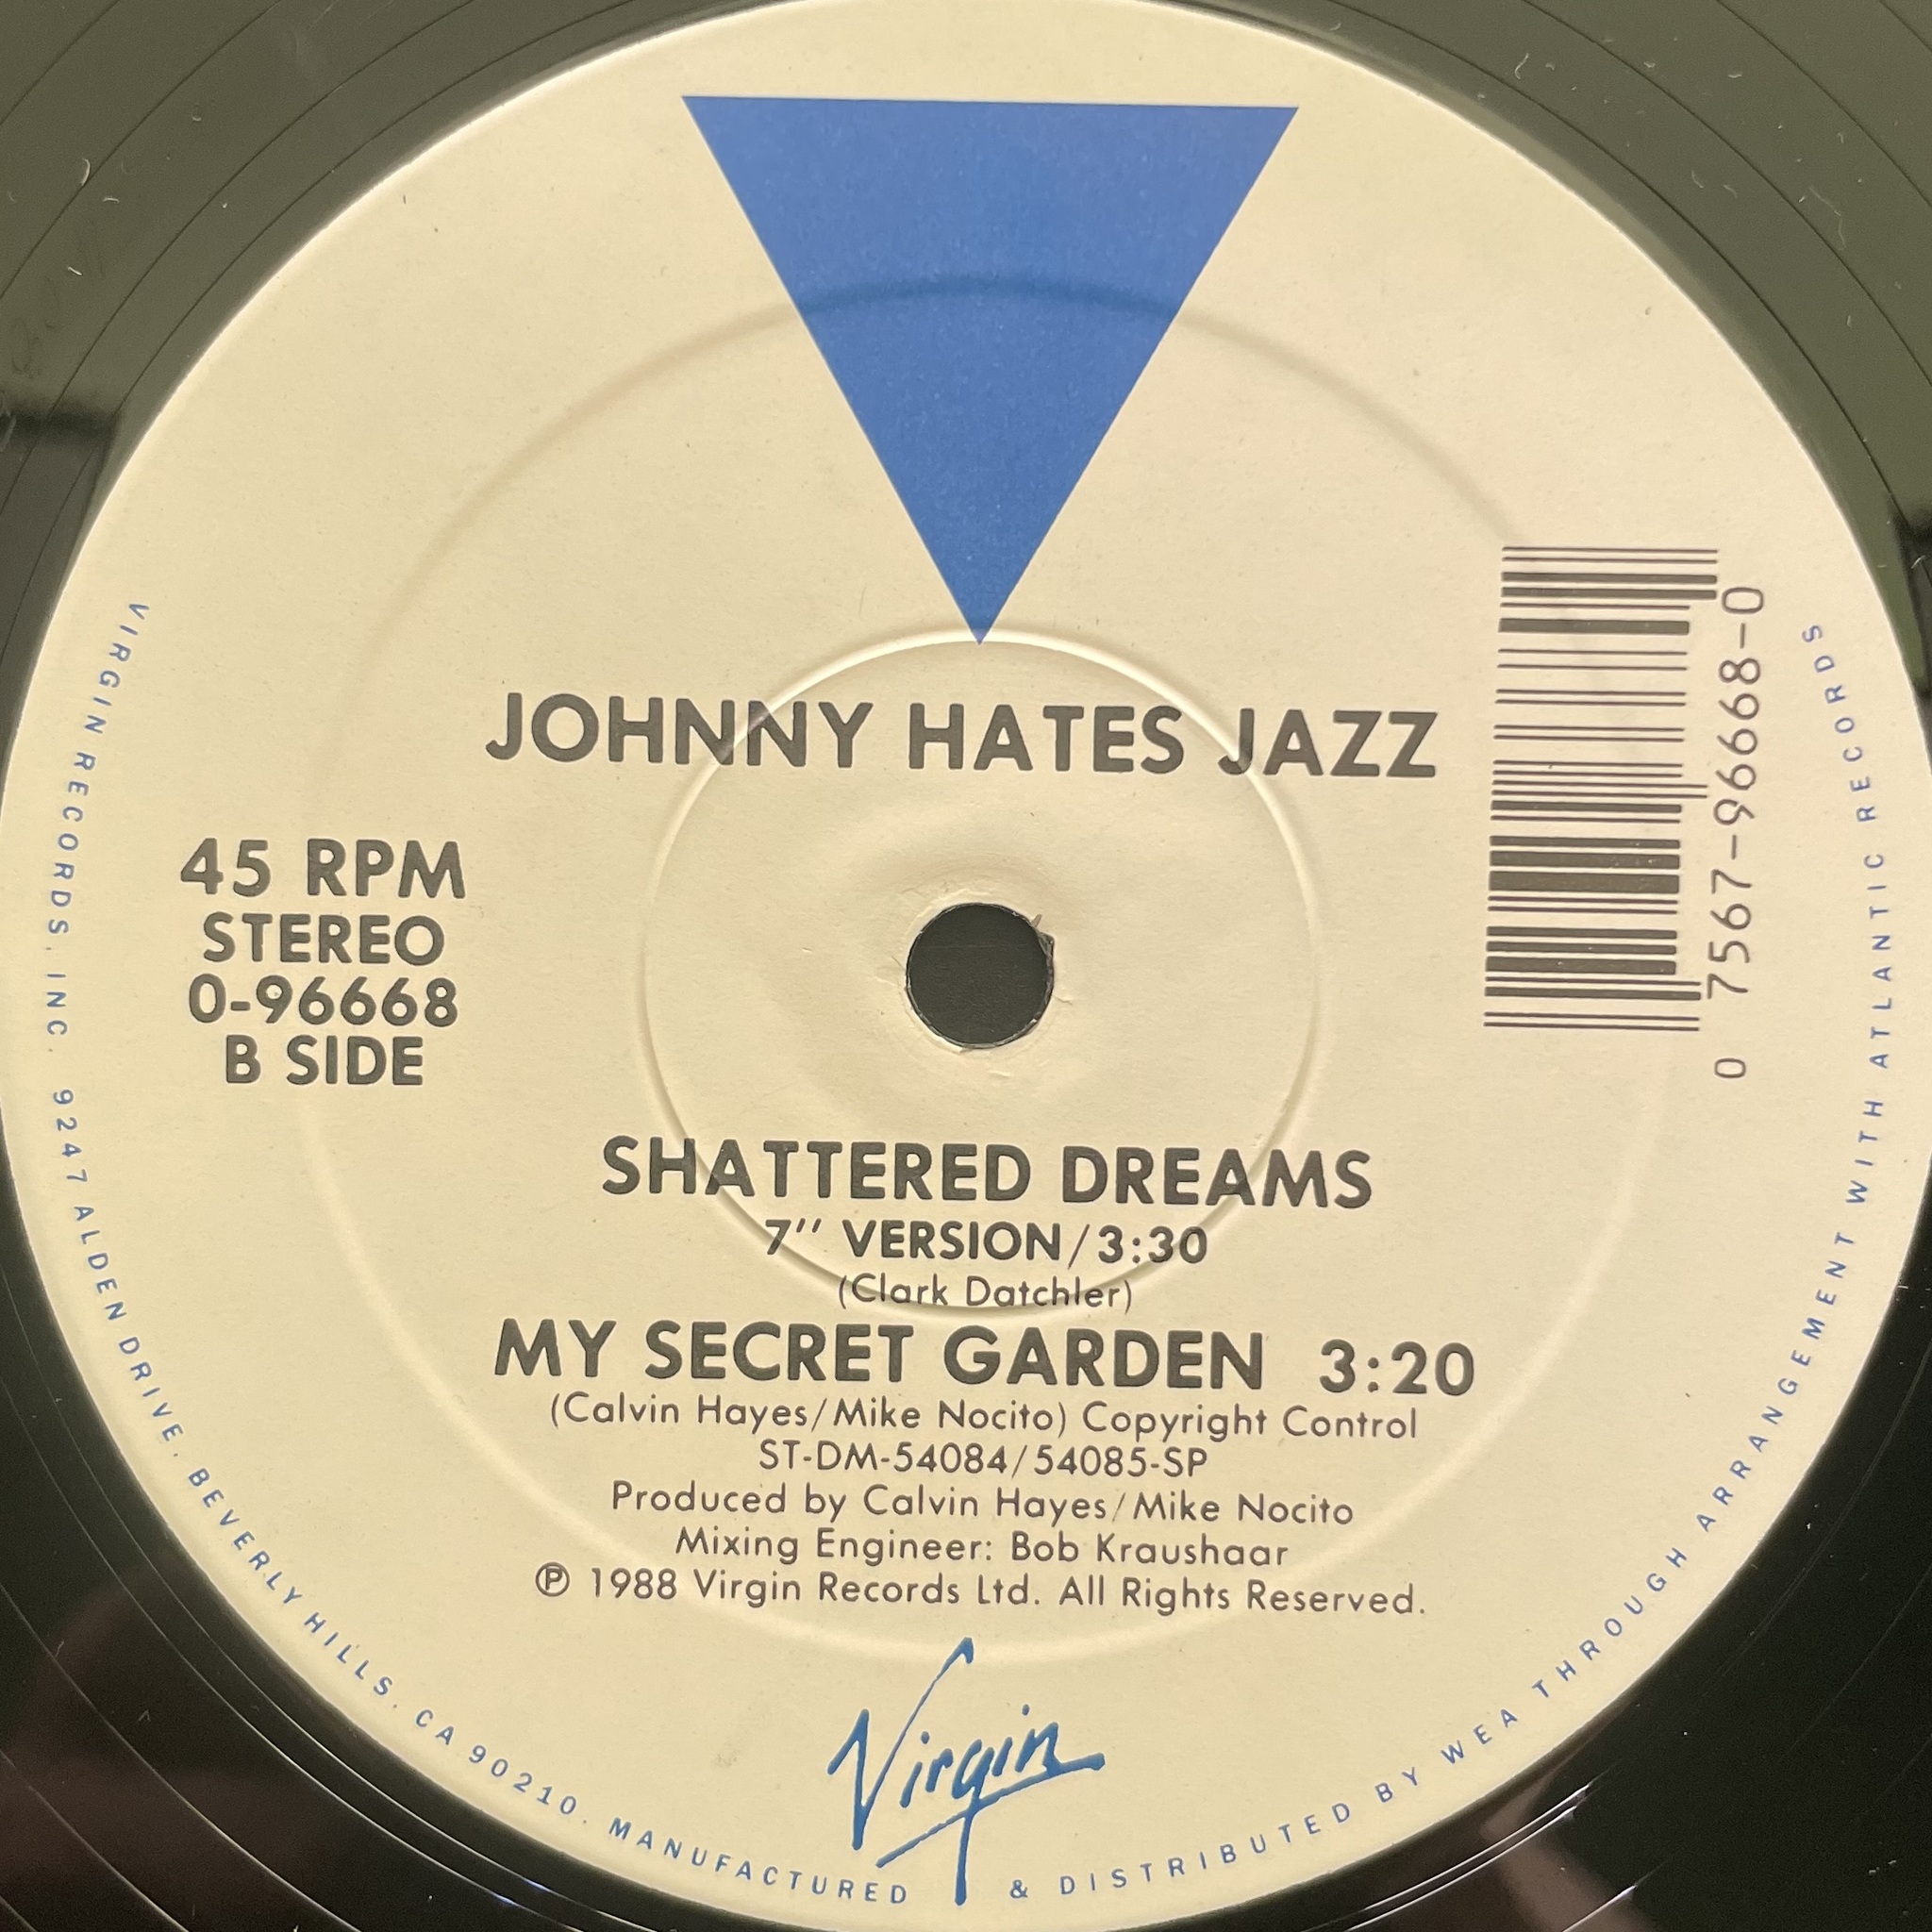 JOHNNY HATES JAZZ
45 RPM
STEREO
0-96668
B SIDE
0 7567-96668-0
SHATTERED DREAMS
7" VERSION/3:30
(Clark Datchler)
MY SECRET GARDEN 3:20
(Calvin Hayes/Mike Nocito) Copyright Control
ST-DM-54084/54085-SP
Produced by Calvin Hayes/Mike Nocito
Mixing Engineer: Bob Kraushaar
℗ 1988 Virgin Records Ltd. All Rights Reserved.
Virgin
VIRGIN RECORDS, INC. 9247 ALDEN DRIVE, BEVERLY HILLS, CA 90210. MANUFACTURED & DISTRIBUTED BY WEA THROUGH ARRANGEMENT WITH ATLANTIC RECORDS